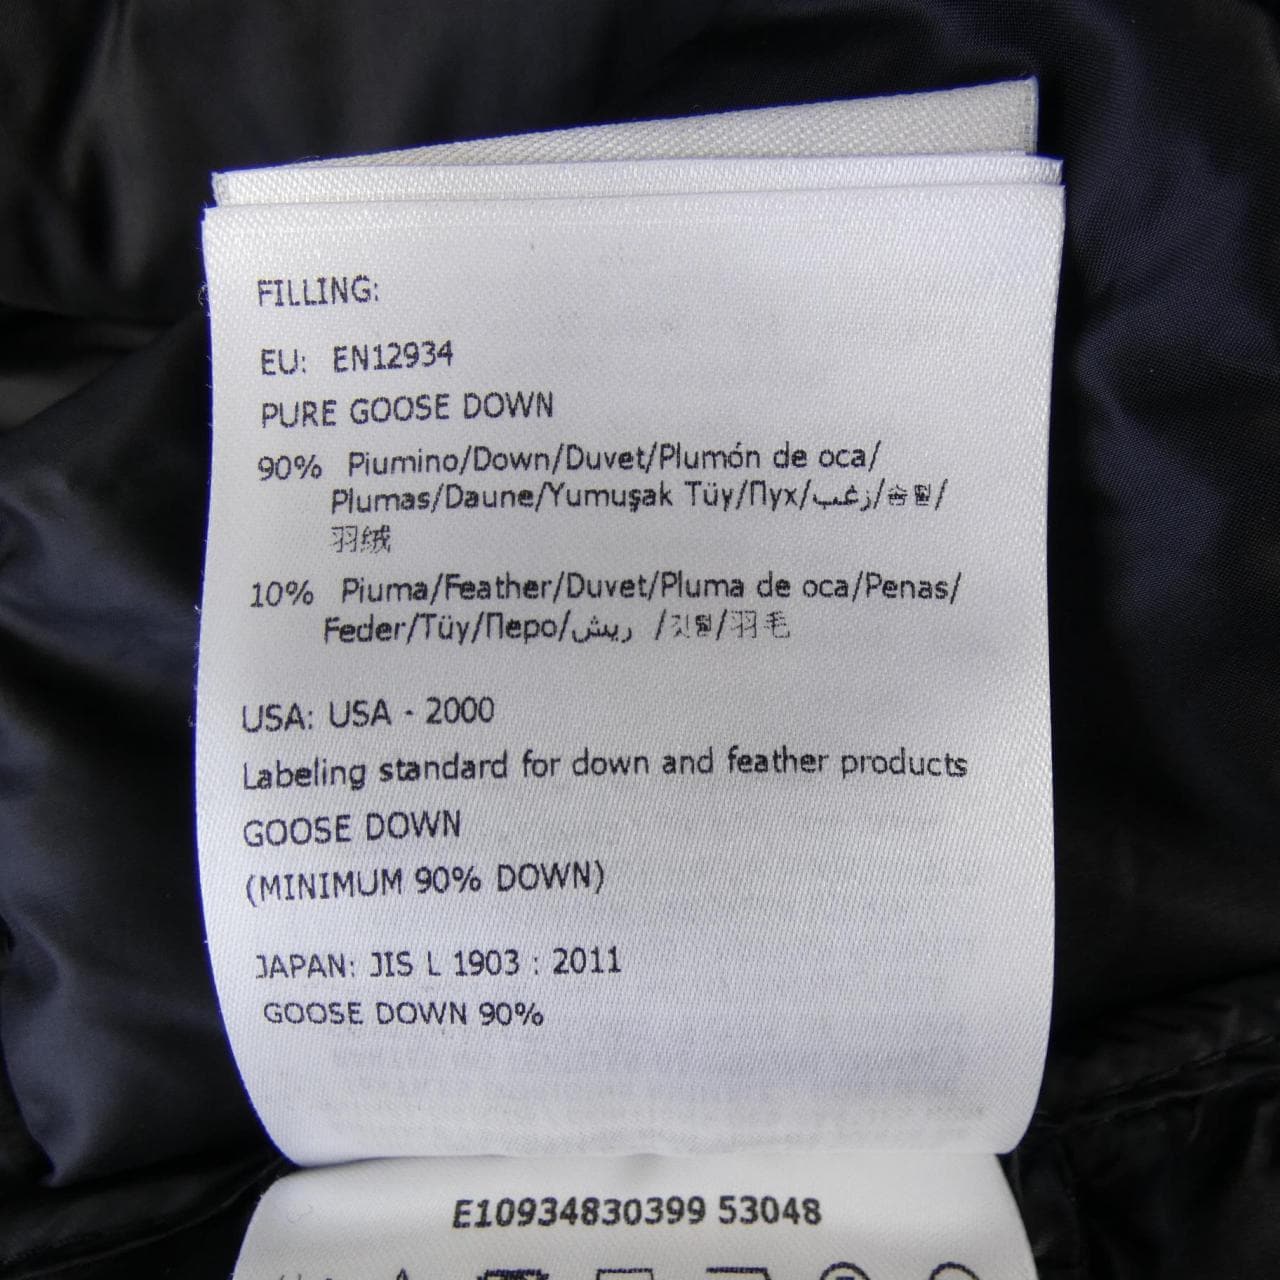 FILLING:
EU: EN12934
PURE GOOSE DOWN
90% Piumino/Down/Duvet/Plumón de oca/
Plumas/Daune/Yumuşak Tüy/Пух/زغب/솜털/
羽绒
10% Piuma/Feather/Duvet/Pluma de oca/Penas/
Feder/Tüy/Перо/ريش /깃털/羽毛
USA: USA - 2000
Labeling standard for down and feather products
GOOSE DOWN
(MINIMUM 90% DOWN)
JAPAN: JIS L 1903 : 2011
GOOSE DOWN 90%
E10934830399 53048